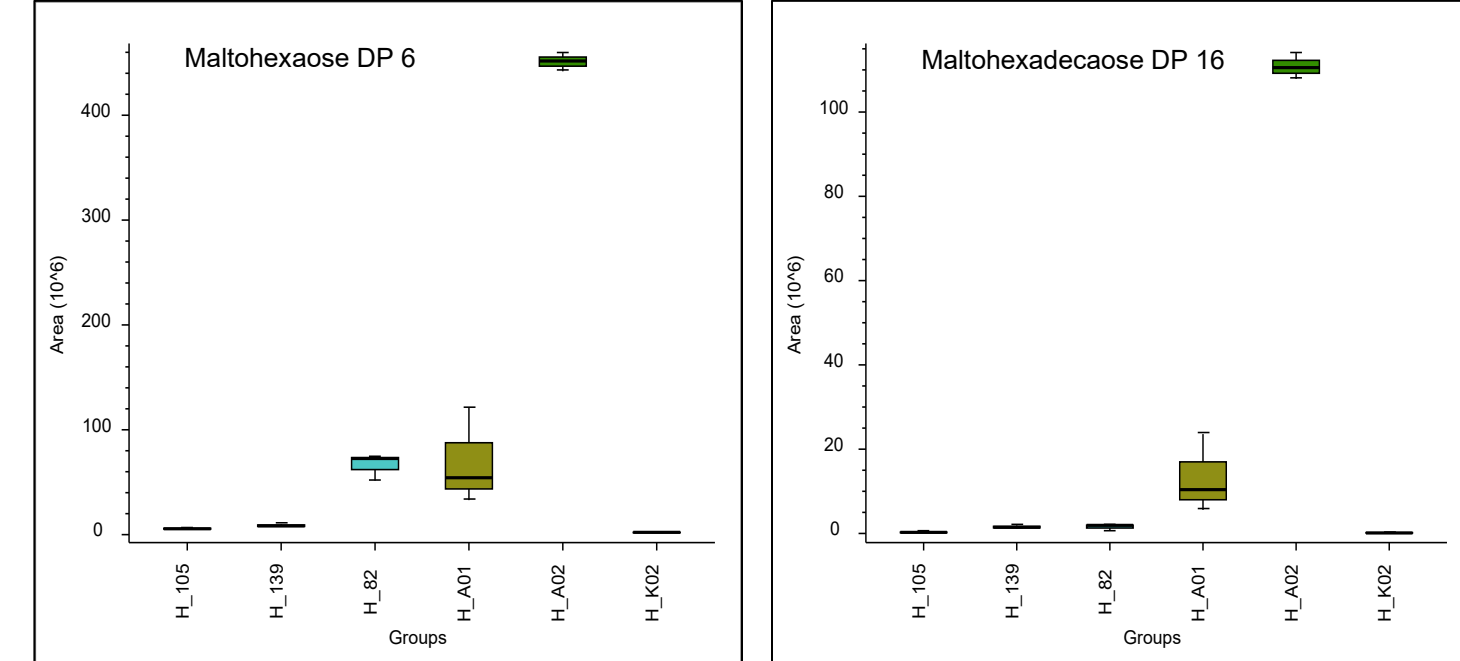 Maltohexaose DP 6
400
300
200
100
0
Area (10^6)
H_105
H_139
H_82
H_A01
H_A02
H_K02
Groups
Maltohexadecaose DP 16
100
80
60
40
20
0
Area (10^6)
H_105
H_139
H_82
H_A01
H_A02
H_K02
Groups